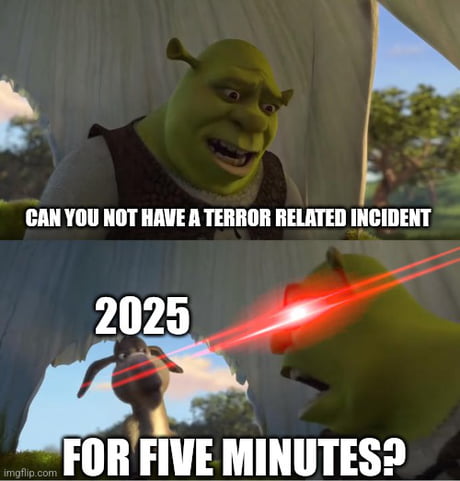 CAN YOU NOT HAVE A TERROR RELATED INCIDENT
2025
FOR FIVE MINUTES?
imgflip.com